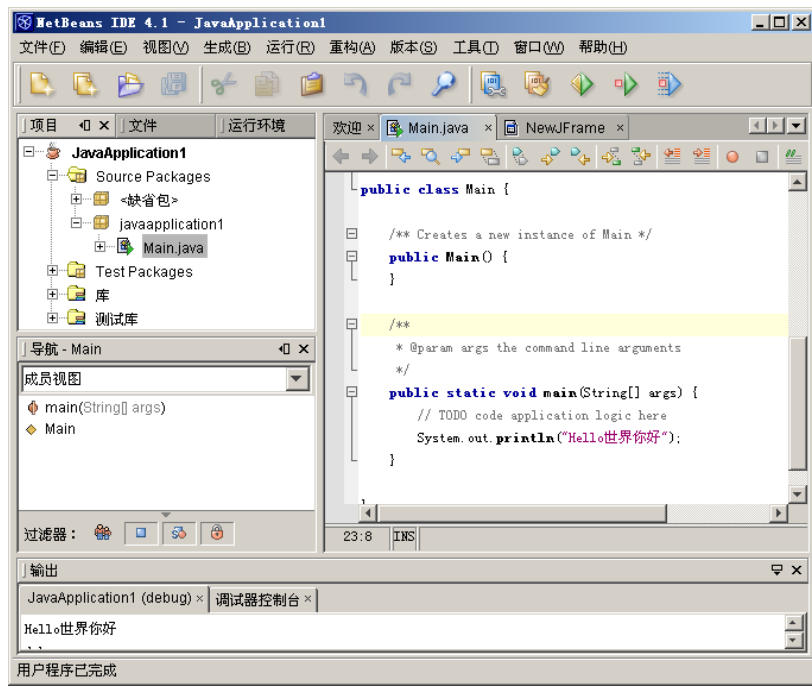 NetBeans IDE 4.1 - JavaApplication1
文件(F) 编辑(E) 视图(V) 生成(B) 运行(R) 重构(A) 版本(S) 工具(T) 窗口(W) 帮助(H)
项目 文件 运行环境
JavaApplication1
Source Packages
<缺省包>
javaapplication1
Main.java
Test Packages
库
测试库
导航 - Main
成员视图
main(String[] args)
Main
过滤器：
欢迎 Main.java NewJFrame
public class Main {
/** Creates a new instance of Main */
public Main() {
}
/**
* @param args the command line arguments
*/
public static void main(String[] args) {
// TODO code application logic here
System.out.println("Hello世界你好");
}
23:8 INS
输出
JavaApplication1 (debug) 调试器控制台
Hello世界你好
用户程序已完成